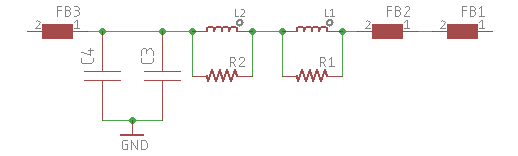 FB3 L2 L1 FB2 FB1
2 1 2 1 2 1
C4 C3 R2 R1
GND